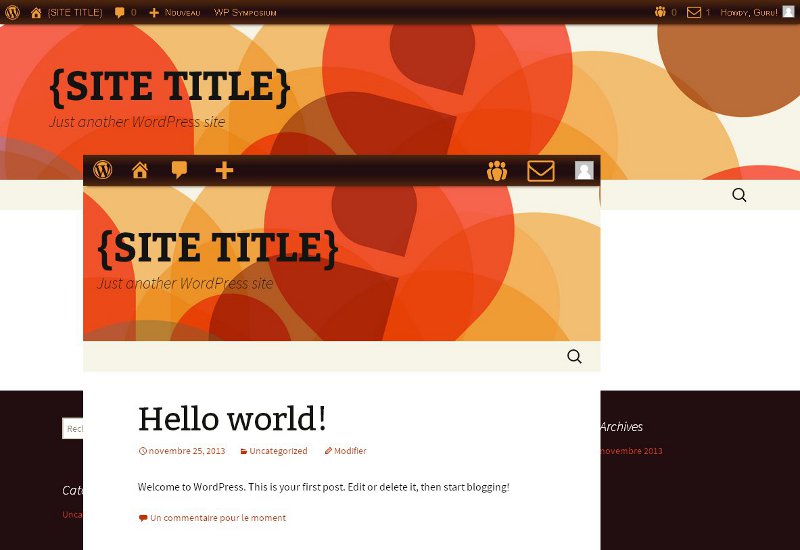 {SITE TITLE} 0 Nouveau WP Symposium 0 1 Howdy, Guru!
{SITE TITLE}
Just another WordPress site
{SITE TITLE}
Just another WordPress site
Hello world!
novembre 25, 2013 Uncategorized Modifier
Welcome to WordPress. This is your first post. Edit or delete it, then start blogging!
Un commentaire pour le moment
Rech
Caté
Unca
Archives
novembre 2013